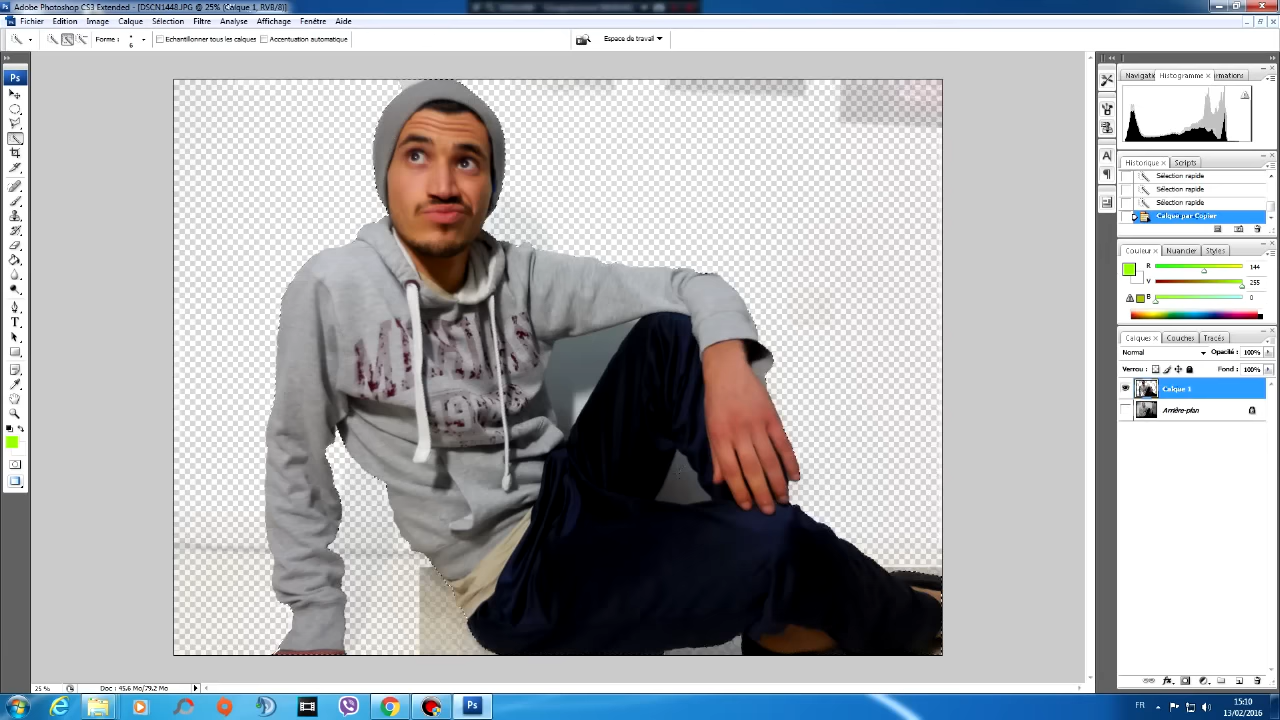 Adobe Photoshop CS3 Extended - [DSCN1448.JPG @ 25% (Calque 1, RVB/8)]
Fichier Edition Image Calque Sélection Filtre Analyse Affichage Fenêtre Aide
Forme : 6 Echantillonner tous les calques Accentuation automatique Espace de travail
Ps
Histogramme × rmations
Historique × Scripts
Sélection rapide
Sélection rapide
Sélection rapide
Calque par Copier
Couleur × Nuancier Styles
R 144
V 255
B 0
Calques × Couches Tracés
Normal Opacité : 100%
Verrou : Fond : 100%
Calque 1
Arrière-plan
T
A
25 % Doc : 45,6 Mo/79,2 Mo
Ps
FR 15:10
13/02/2016